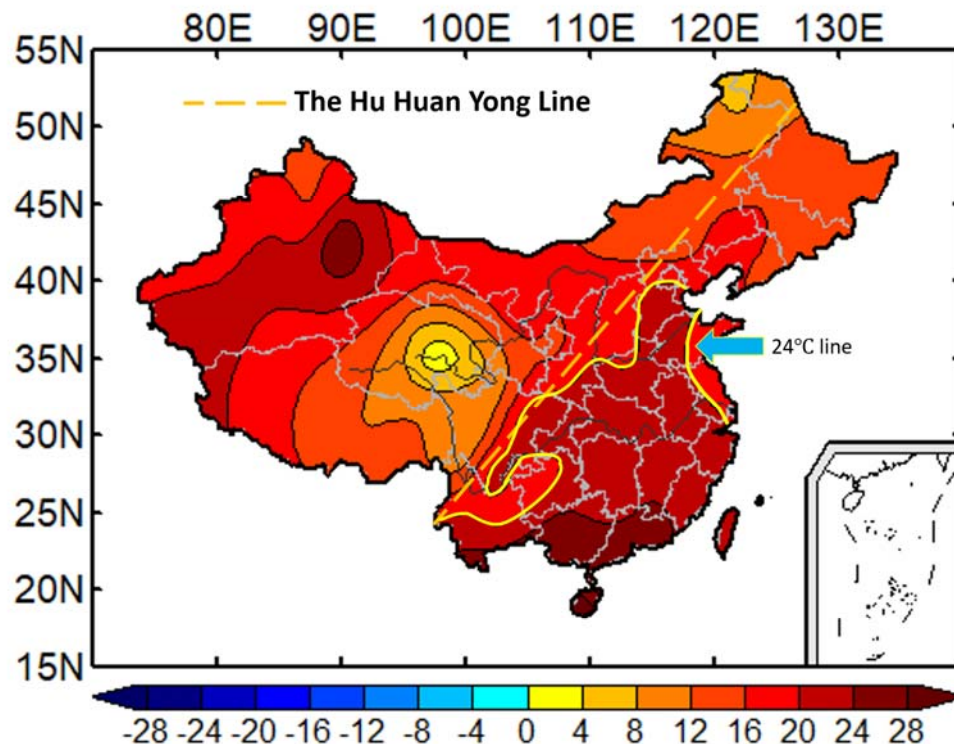 80E 90E 100E 110E 120E 130E
55N
The Hu Huan Yong Line
50N
45N
40N
24°C line
35N
30N
25N
20N
15N
-28 -24 -20 -16 -12 -8 -4 0 4 8 12 16 20 24 28